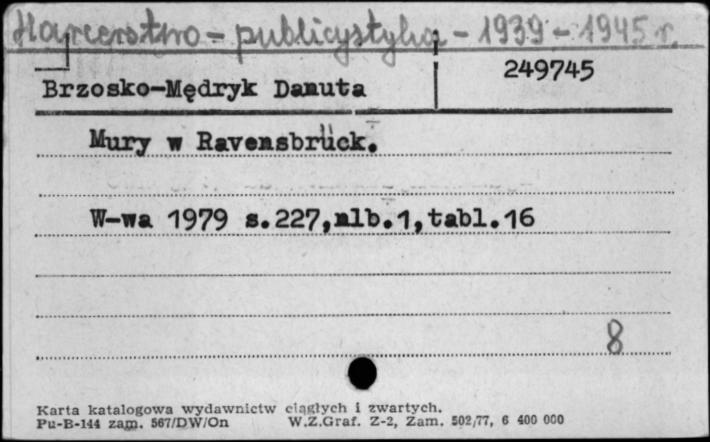 Harcerstwo - publicystyka - 1939 - 1945 r.
249745
Brzosko-Mędryk Danuta
Mury w Ravensbrück.
W-wa 1979 s.227,nlb.1,tabl.16
8
Karta katalogowa wydawnictw ciągłych i zwartych.
Pu-B-144 zam. 567/DW/On W.Z.Graf. Z-2, Zam. 502/77, 6 400 000